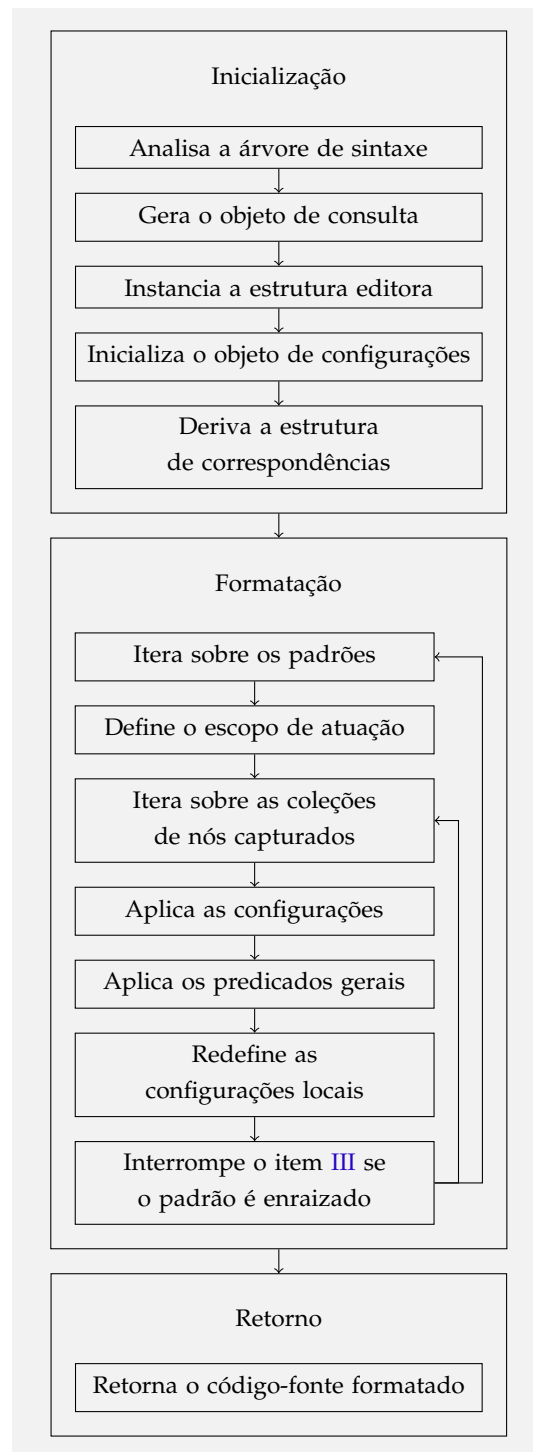 Inicialização
Analisa a árvore de sintaxe
Gera o objeto de consulta
Instancia a estrutura editora
Inicializa o objeto de configurações
Deriva a estrutura
de correspondências
Formatação
Itera sobre os padrões
Define o escopo de atuação
Itera sobre as coleções
de nós capturados
Aplica as configurações
Aplica os predicados gerais
Redefine as
configurações locais
Interrompe o item III se
o padrão é enraizado
Retorno
Retorna o código-fonte formatado